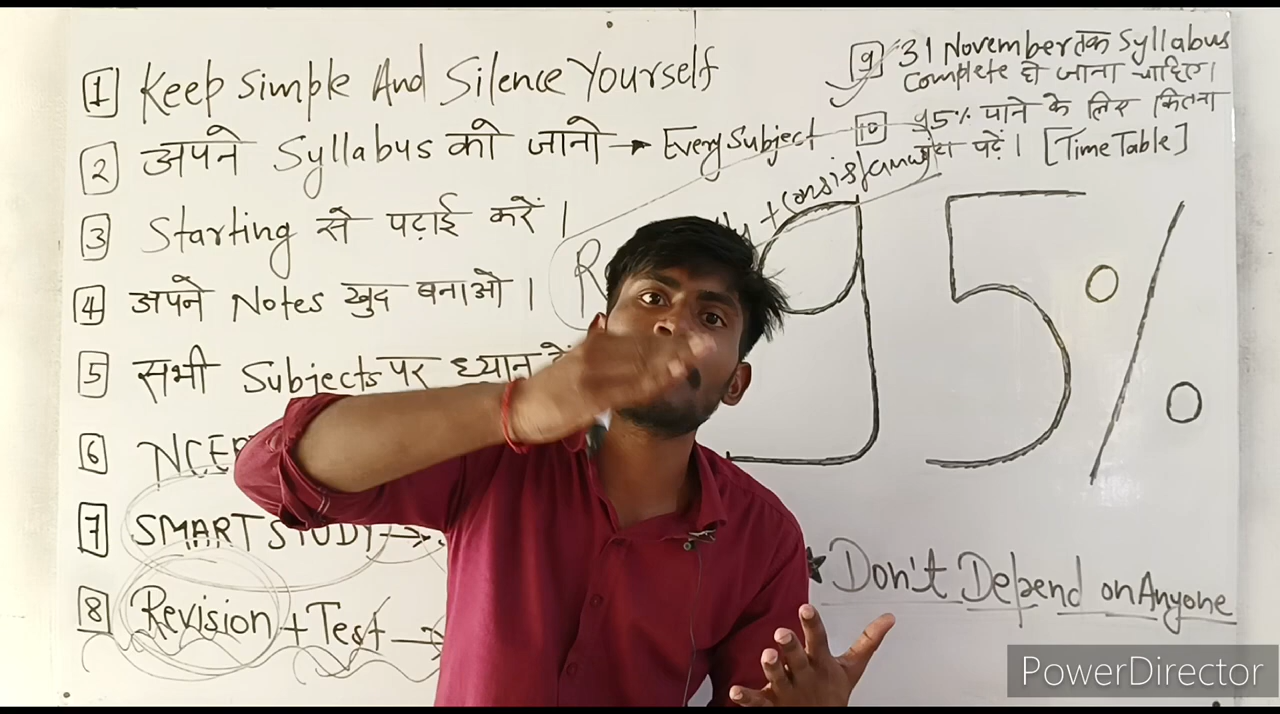 1 Keep Simple And Silence Yourself
2 अपने Syllabus को जानो → Every Subject
3 Starting से पढ़ाई करें ।
4 अपने Notes खुद बनाओ ।
5 सभी Subjects पर ध्यान
6 NCER
7 SMART STUDY →
8 Revision + Test →
9 31 November तक Syllabus
Complete हो जाना चाहिए।
10 95% पाने के लिए कितना
पढ़ें। [Time Table]
95%
★ Don't Depend on Anyone
PowerDirector